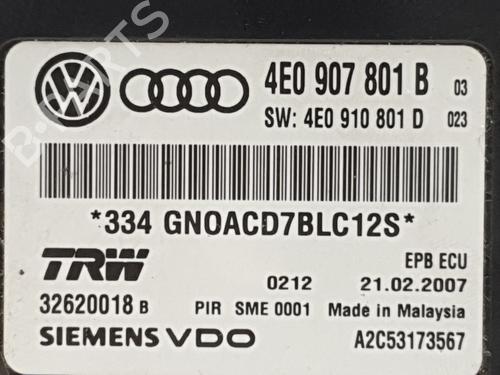 4E0 907 801 B 03
SW: 4E0 910 801 D 023
*334 GNOACD7BLC12S*
TRW EPB ECU
0212 21.02.2007
32620018 B PIR SME 0001 Made in Malaysia
SIEMENS VDO A2C53173567
B-PARTS